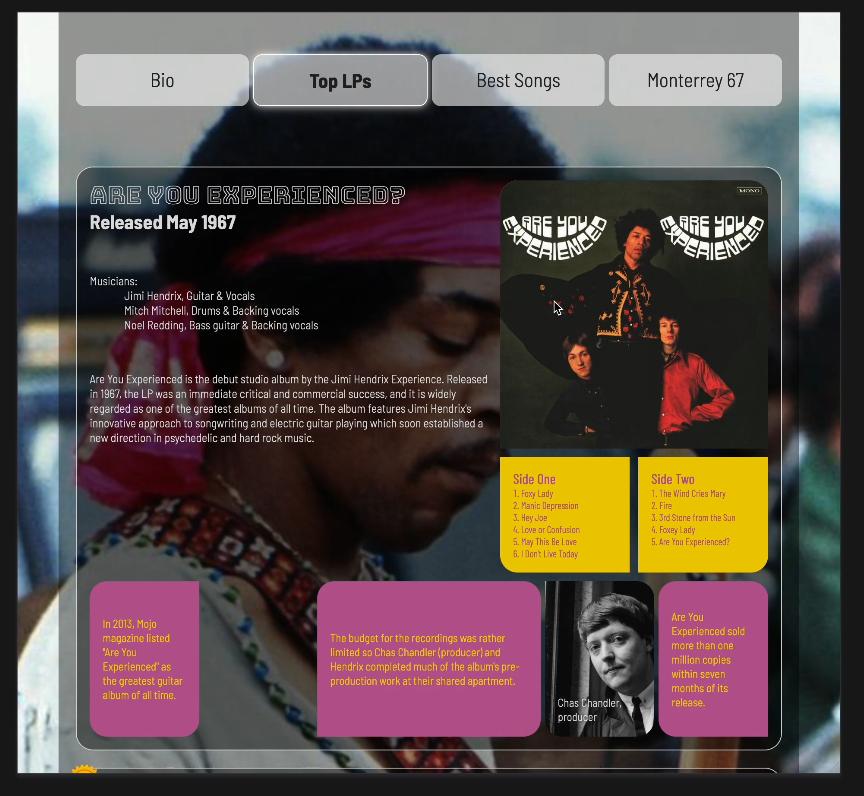 Bio
Top LPs
Best Songs
Monterrey 67
ARE YOU EXPERIENCED?
Released May 1967
Musicians:
Jimi Hendrix, Guitar & Vocals
Mitch Mitchell, Drums & Backing vocals
Noel Redding, Bass guitar & Backing vocals
Are You Experienced is the debut studio album by the Jimi Hendrix Experience. Released
in 1967, the LP was an immediate critical and commercial success, and it is widely
regarded as one of the greatest albums of all time. The album features Jimi Hendrix's
innovative approach to songwriting and electric guitar playing which soon established a
new direction in psychedelic and hard rock music.
MONO
ARE YOU
EXPERIENCED
ARE YOU
EXPERIENCED
Side One
1. Foxy Lady
2. Manic Depression
3. Hey Joe
4. Love or Confusion
5. May This Be Love
6. I Don't Live Today
Side Two
1. The Wind Cries Mary
2. Fire
3. 3rd Stone from the Sun
4. Foxey Lady
5. Are You Experienced?
In 2013, Mojo
magazine listed
"Are You
Experienced" as
the greatest guitar
album of all time.
The budget for the recordings was rather
limited so Chas Chandler (producer) and
Hendrix completed much of the album's pre-
production work at their shared apartment.
Chas Chandler,
producer
Are You
Experienced sold
more than one
million copies
within seven
months of its
release.